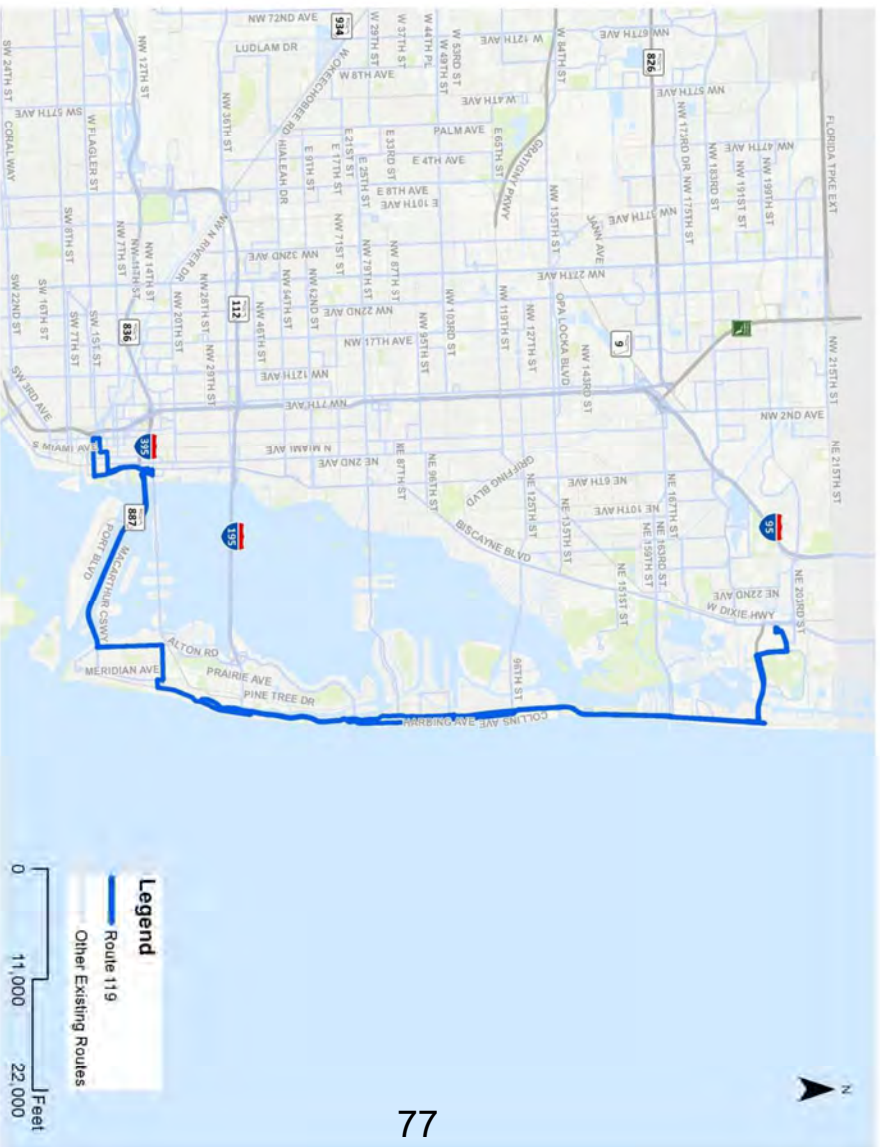 FLORIDA TPKE EXT
NW 215TH ST
NE 215TH ST
NW 199TH ST
NW 191ST ST
NW 183RD ST
NW 47TH AVE
NW 173RD DR
NW 175TH ST
NW 57TH AVE
NW 67TH AVE
826
NW 2ND AVE
95
NE 203RD ST
NE 22ND AVE
W DIXIE HWY
NW 37TH AVE
JANN AVE
NW 27TH AVE
9
OPA LOCKA BLVD
NW 143RD ST
NW 135TH ST
NW 127TH ST
NW 119TH ST
NE 167TH ST
NE 163RD ST
NE 159TH ST
NE 151ST ST
NE 10TH AVE
NE 6TH AVE
NE 135TH ST
NE 125TH ST
GRIFFING BLVD
BISCAYNE BLVD
NE 96TH ST
NE 87TH ST
W 84TH ST
W 12TH AVE
W 53RD ST
W 49TH ST
W 44TH PL
W 37TH ST
W 29TH ST
W 4TH AVE
W 8TH AVE
GRATIGNY PKWY
E 65TH ST
PALM AVE
E 4TH AVE
E 8TH AVE
E 10TH AVE
E 33RD ST
E 25TH ST
E 21ST ST
E 17TH ST
E 9TH ST
HIALEAH DR
W OKEECHOBEE RD
934
NW 72ND AVE
LUDLAM DR
NW 103RD ST
NW 95TH ST
NW 87TH ST
NW 79TH ST
NW 71ST ST
NW 62ND ST
NW 54TH ST
NW 46TH ST
NW 36TH ST
NW 32ND AVE
NW 22ND AVE
NW 17TH AVE
NW 12TH AVE
NW 7TH AVE
N MIAMI AVE
NE 2ND AVE
112
195
NW N RIVER DR
NW 29TH ST
NW 28TH ST
NW 20TH ST
NW 14TH ST
NW 12TH ST
NW 11TH ST
NW 7TH ST
836
395
W FLAGLER ST
SW 57TH AVE
SW 1ST ST
SW 7TH ST
SW 8TH ST
SW 16TH ST
SW 22ND ST
SW 24TH ST
CORAL WAY
SW 3RD AVE
S MIAMI AVE
887
PORT BLVD
MACARTHUR CSWY
ALTON RD
MERIDIAN AVE
PRAIRIE AVE
PINE TREE DR
96TH ST
HARDING AVE
COLLINS AVE
N
Legend
Route 119
Other Existing Routes
0
11,000
22,000
Feet
77